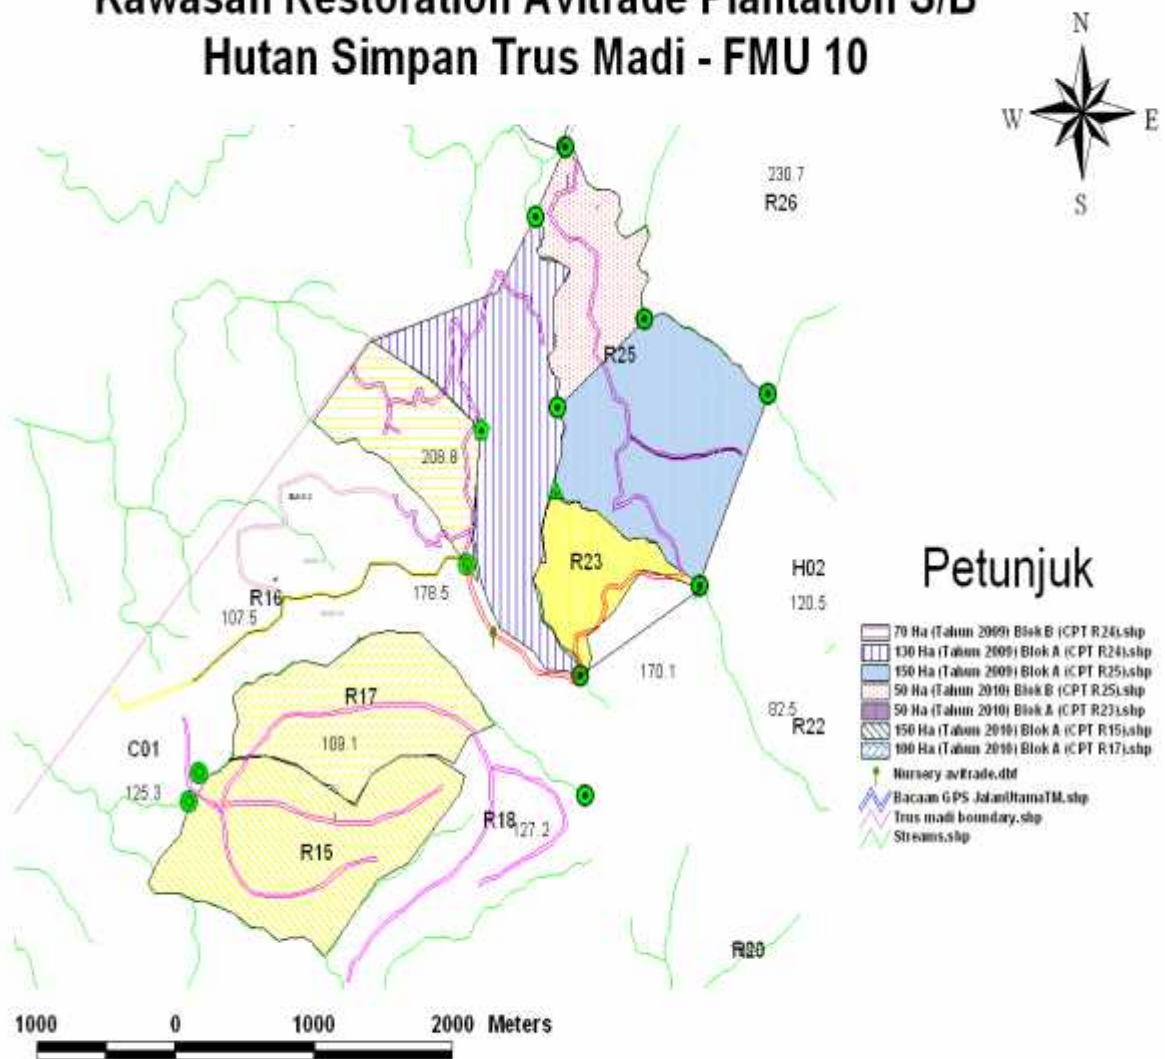 Kawasan Restoration Avitrade Plantation S/B
Hutan Simpan Trus Madi - FMU 10
N
W
E
S
230.7
R26
R25
208.8
R23
H02
120.5
R16
107.5
178.5
170.1
82.5
R22
R17
109.1
C01
125.3
R18
127.2
R15
R20
Petunjuk
70 Ha (Tahun 2009) Blok B (CPT R24).shp
130 Ha (Tahun 2009) Blok A (CPT R24).shp
150 Ha (Tahun 2009) Blok A (CPT R25).shp
50 Ha (Tahun 2010) Blok B (CPT R25).shp
50 Ha (Tahun 2010) Blok A (CPT R23).shp
150 Ha (Tahun 2010) Blok A (CPT R15).shp
100 Ha (Tahun 2010) Blok A (CPT R17).shp
Nursery avitrade.dbf
Bacaan GPS JalanUtamaTM.shp
Trus madi boundary.shp
Streams.shp
1000 0 1000 2000 Meters